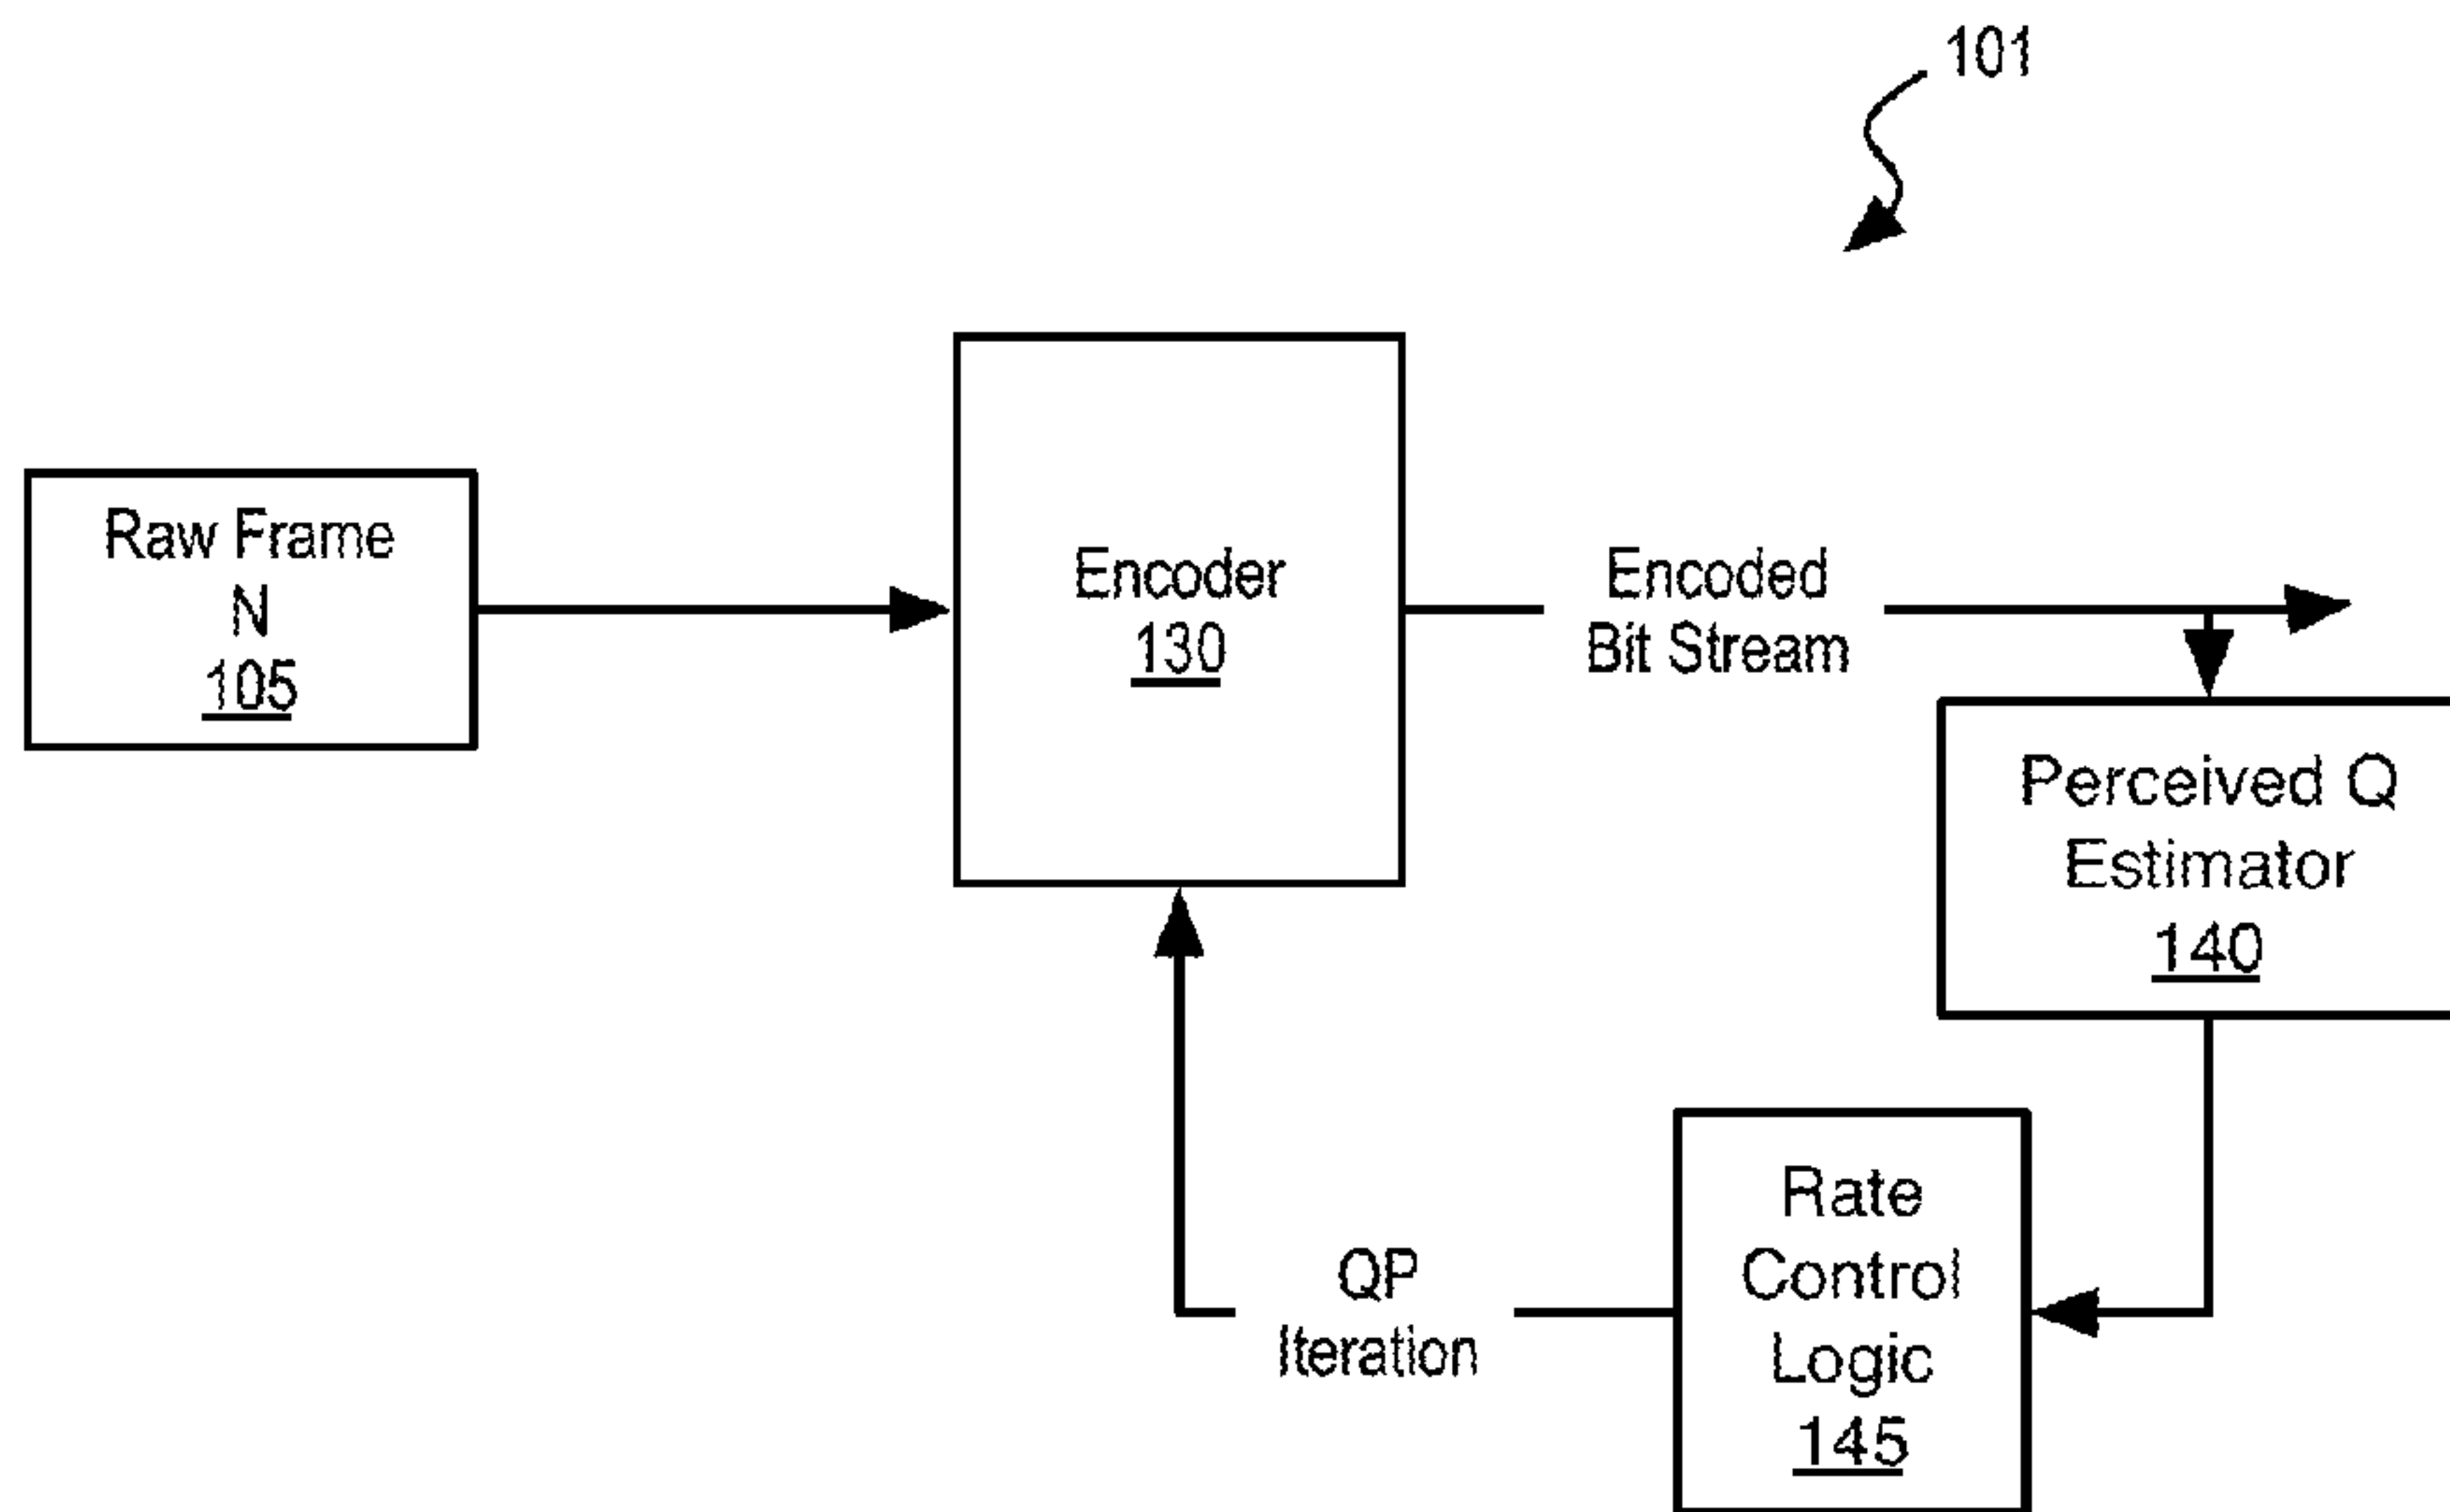 101
Raw Frame
N
105
Encoder
130
Encoded
Bit Stream
Perceived Q
Estimator
140
Rate
Control
Logic
145
QP
Iteration